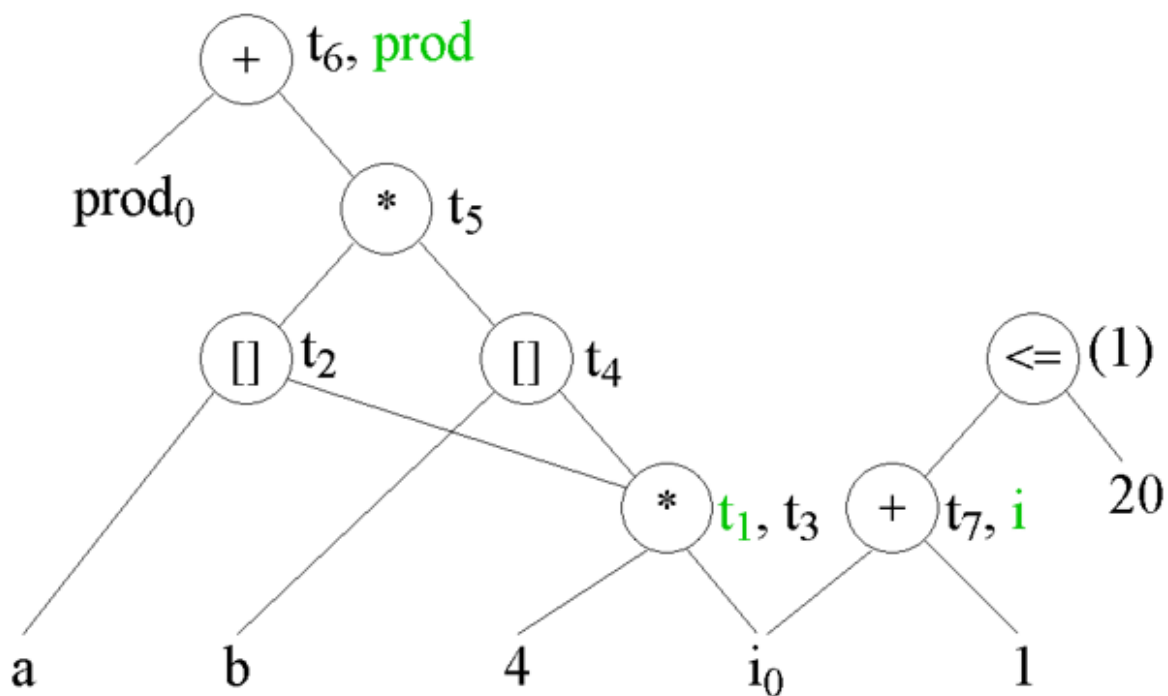 + t₆, prod
prod₀
* t₅
[] t₂ [] t₄ <= (1)
* t₁, t₃ + t₇, i 20
a b 4 i₀ 1